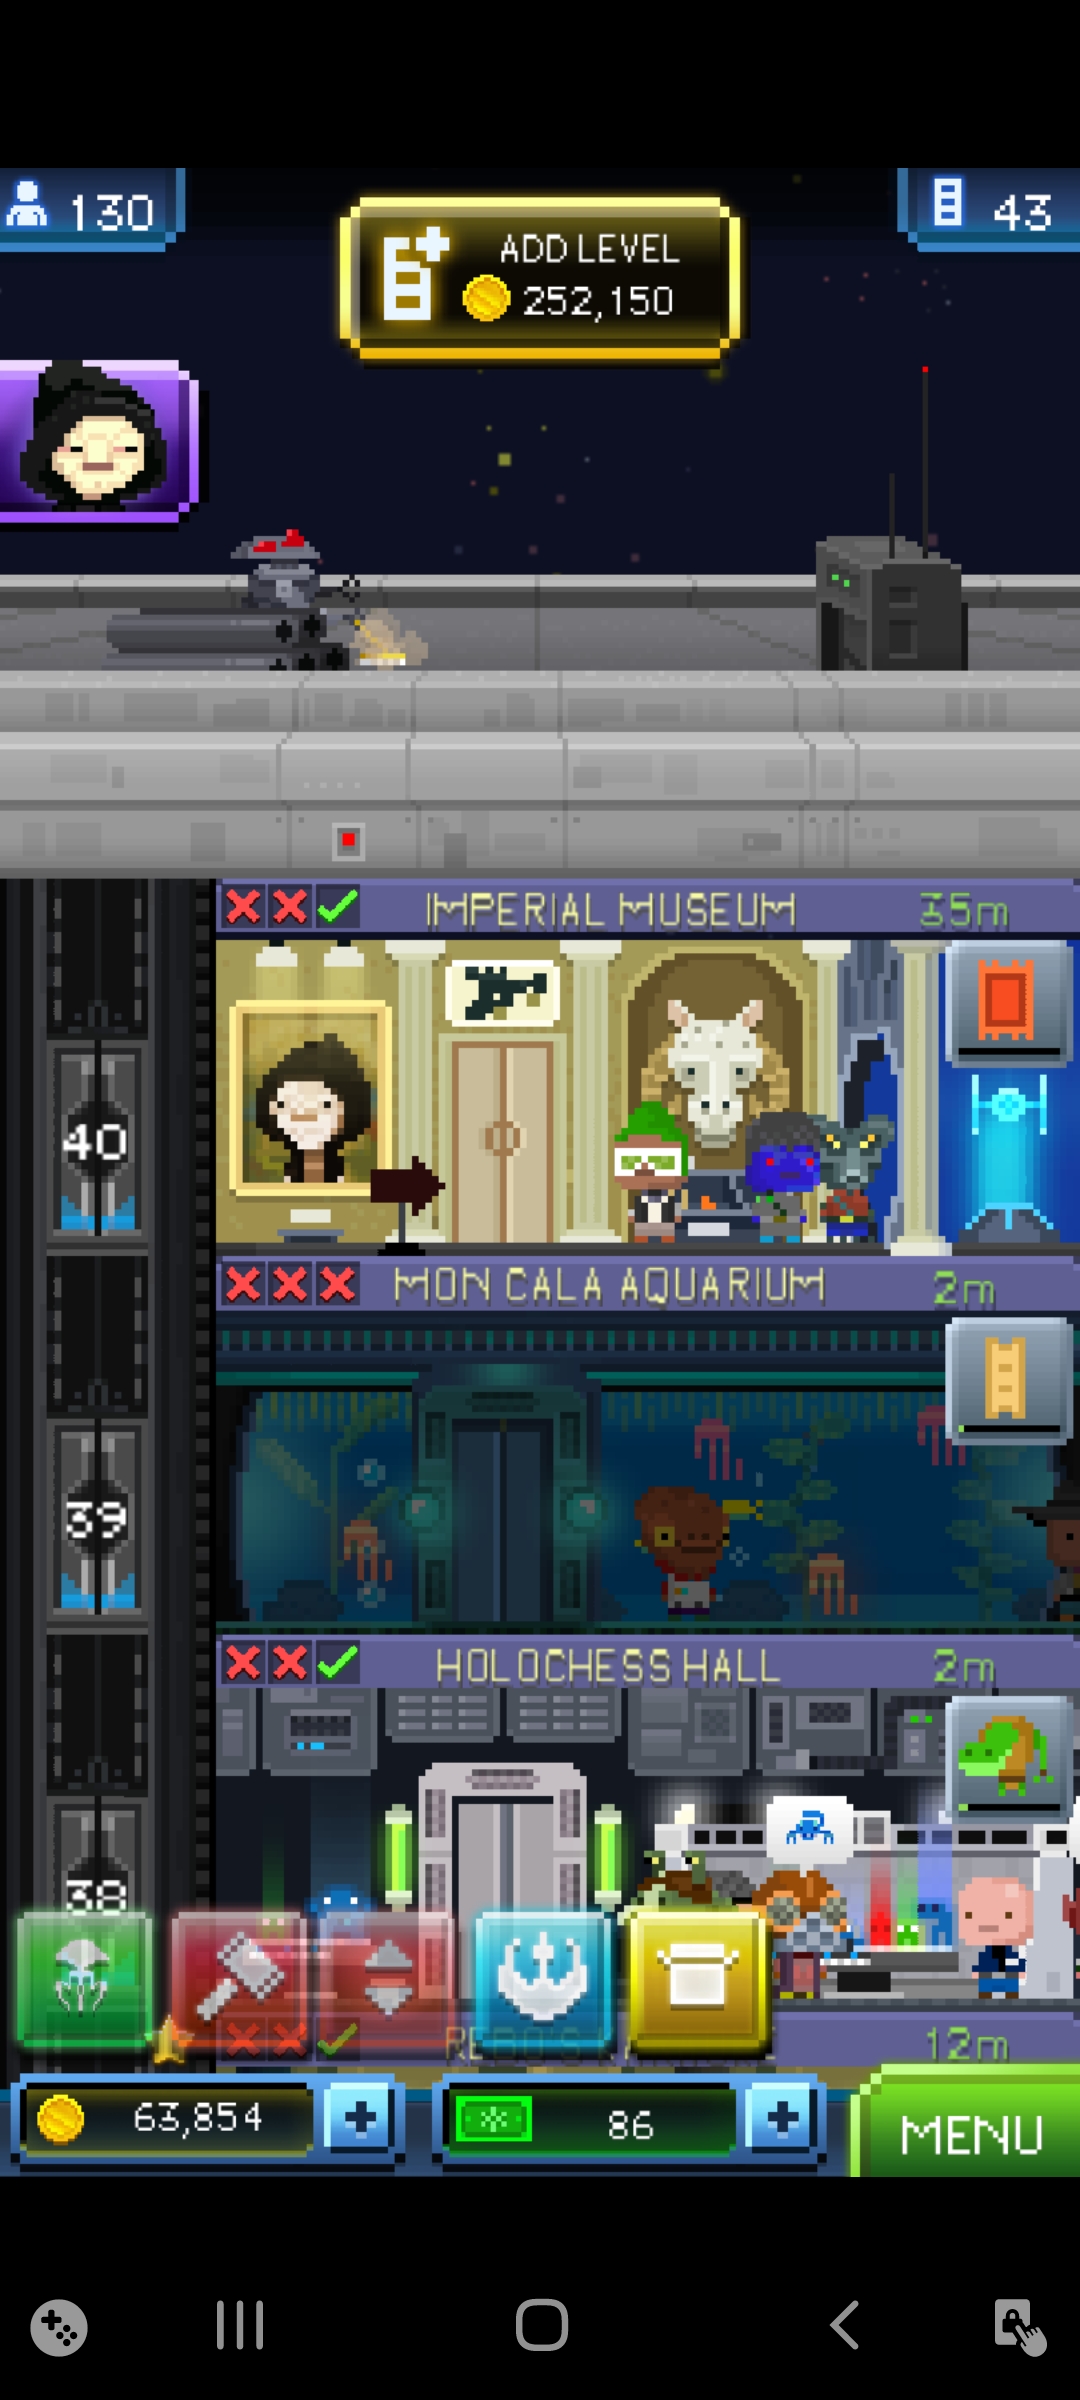 130
ADD LEVEL
252,150
43
IMPERIAL MUSEUM
35m
40
MON CALA AQUARIUM
2m
39
HOLOCHESS HALL
2m
38
12m
63,854
86
MENU